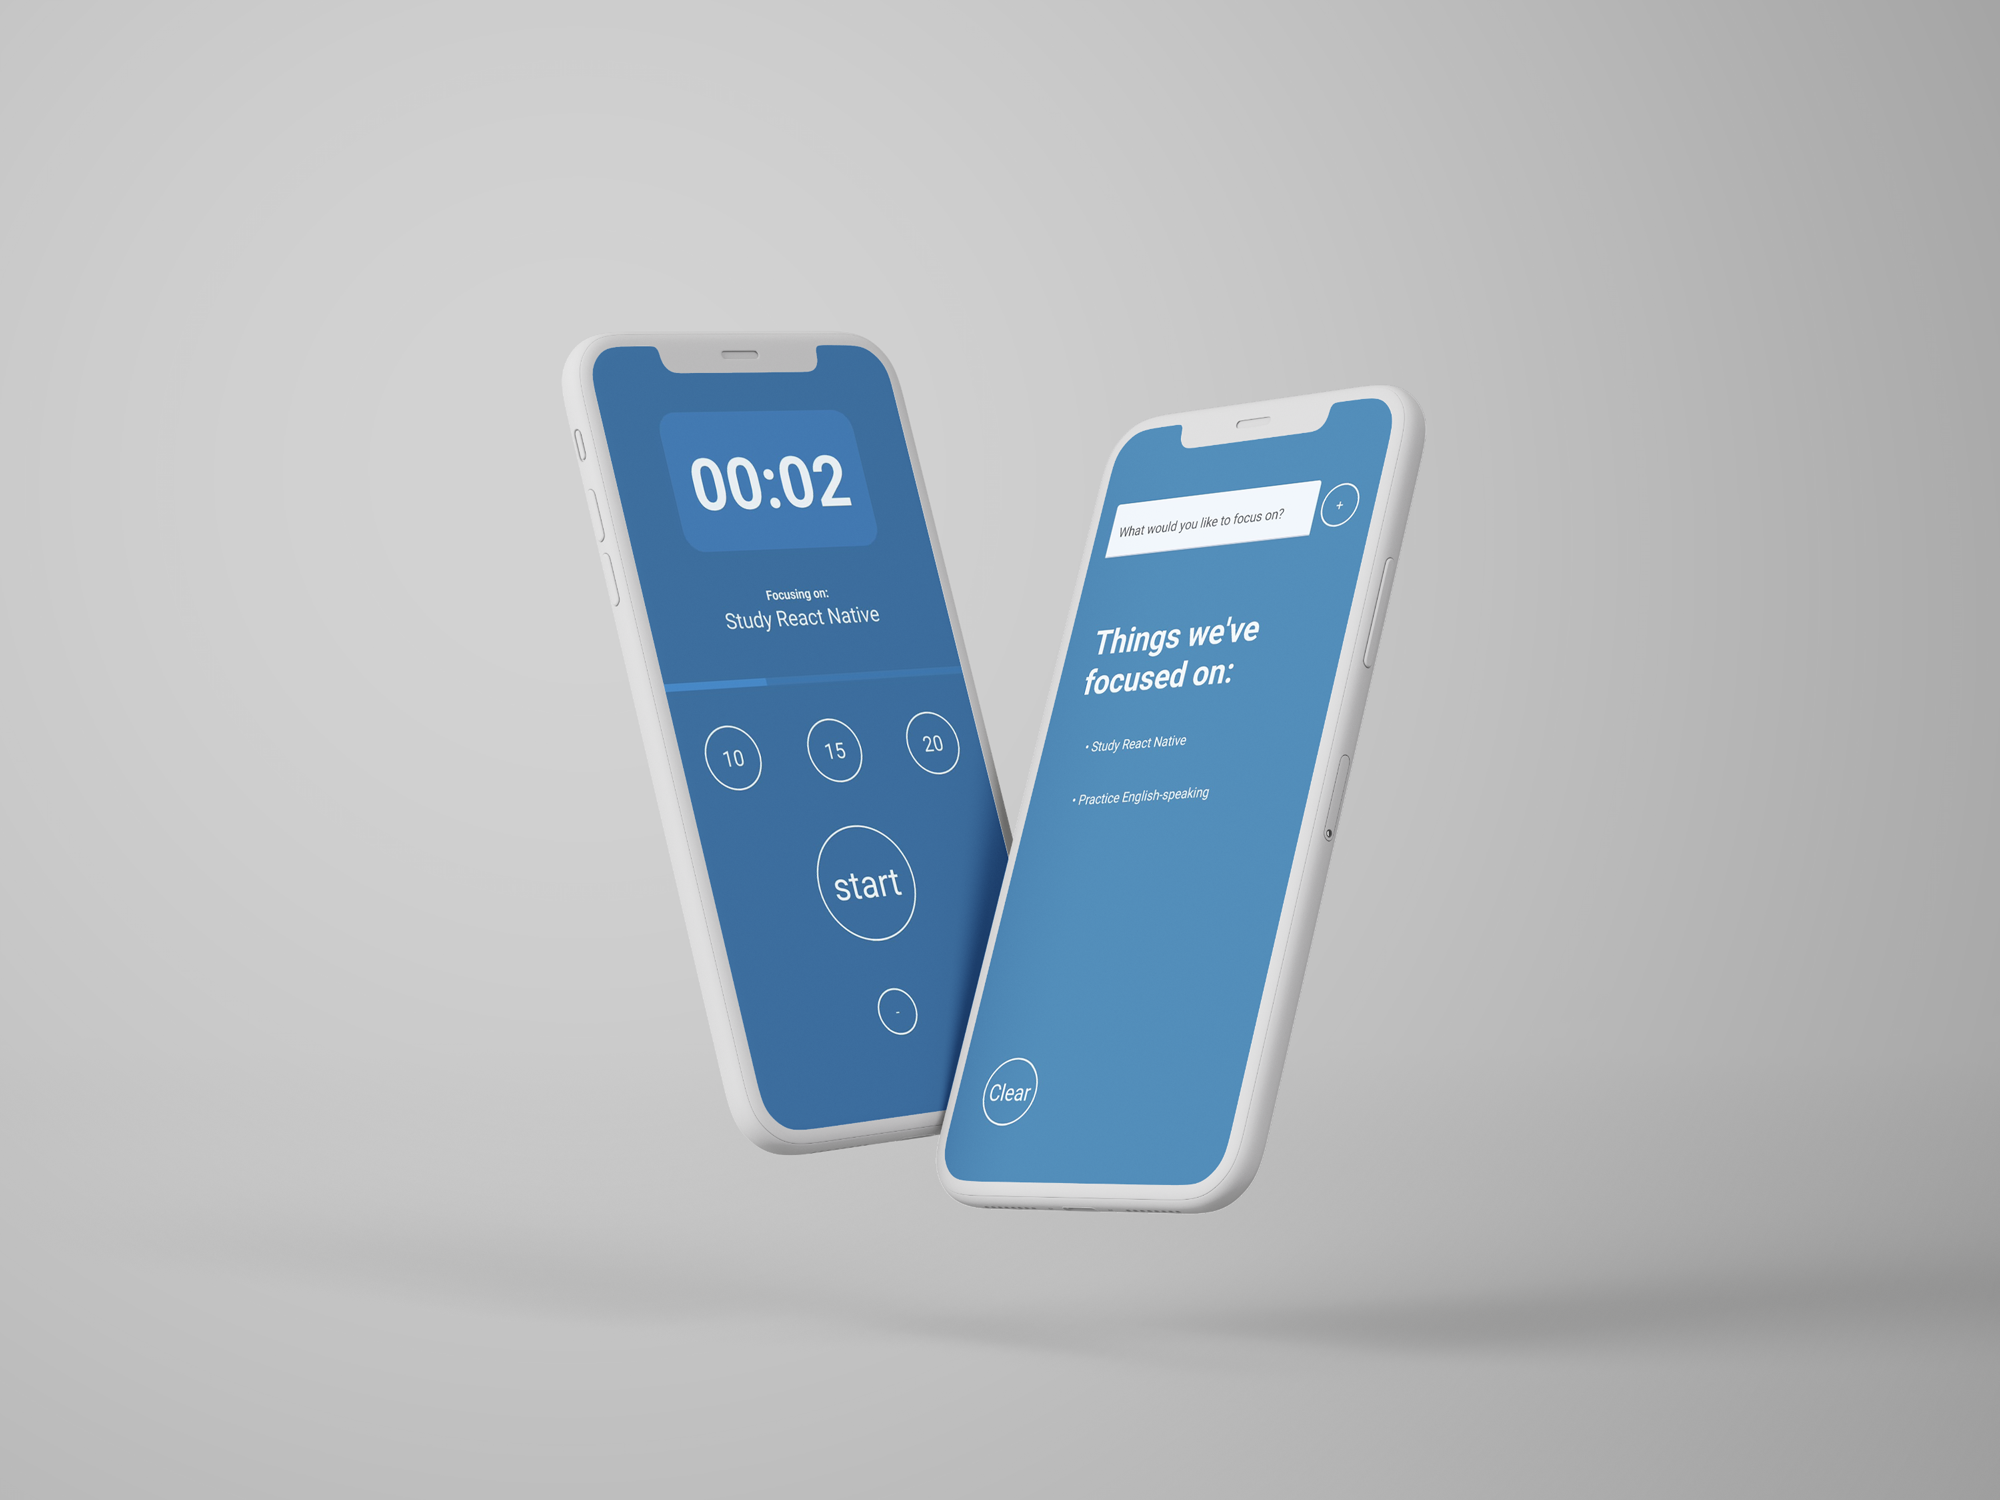 00:02
Focusing on:
Study React Native
10 15 20
start
-
What would you like to focus on?
+
Things we've
focused on:
• Study React Native
• Practice English-speaking
Clear